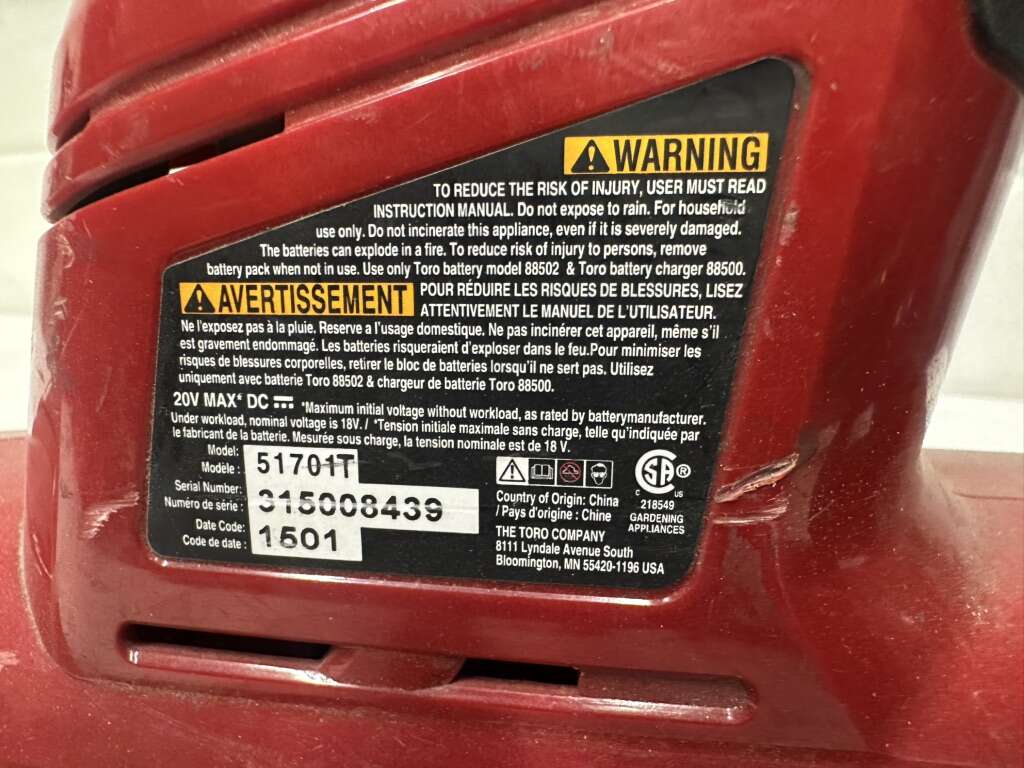 WARNING
TO REDUCE THE RISK OF INJURY, USER MUST READ
INSTRUCTION MANUAL. Do not expose to rain. For household
use only. Do not incinerate this appliance, even if it is severely damaged.
The batteries can explode in a fire. To reduce risk of injury to persons, remove
battery pack when not in use. Use only Toro battery model 88502 & Toro battery charger 88500.
AVERTISSEMENT POUR RÉDUIRE LES RISQUES DE BLESSURES, LISEZ
ATTENTIVEMENT LE MANUEL DE L'UTILISATEUR.
Ne l'exposez pas à la pluie. Reserve a l'usage domestique. Ne pas incinérer cet appareil, même s'il
est gravement endommagé. Les batteries risqueraient d'exploser dans le feu.Pour minimiser les
risques de blessures corporelles, retirer le bloc de batteries lorsqu'il ne sert pas. Utilisez
uniquement avec batterie Toro 88502 & chargeur de batterie Toro 88500.
20V MAX* DC *Maximum initial voltage without workload, as rated by batterymanufacturer.
Under workload, nominal voltage is 18V. / *Tension initiale maximale sans charge, telle qu'indiquée par
le fabricant de la batterie. Mesurée sous charge, la tension nominale est de 18 V.
Model:
Modèle : 51701T
Serial Number:
Numéro de série : 315008439
Date Code:
Code de date : 1501
Country of Origin: China
/ Pays d'origine : Chine
THE TORO COMPANY
8111 Lyndale Avenue South
Bloomington, MN 55420-1196 USA
SA ®
C US
218549
GARDENING
APPLIANCES